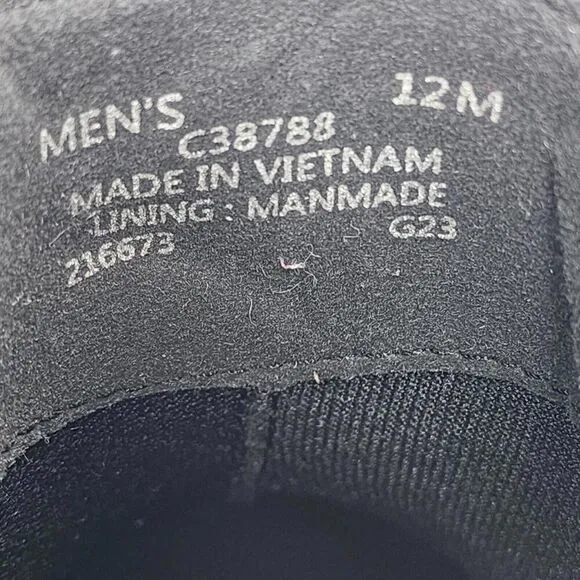 MEN'S 12M
C38788
MADE IN VIETNAM
LINING : MANMADE
216673 G23